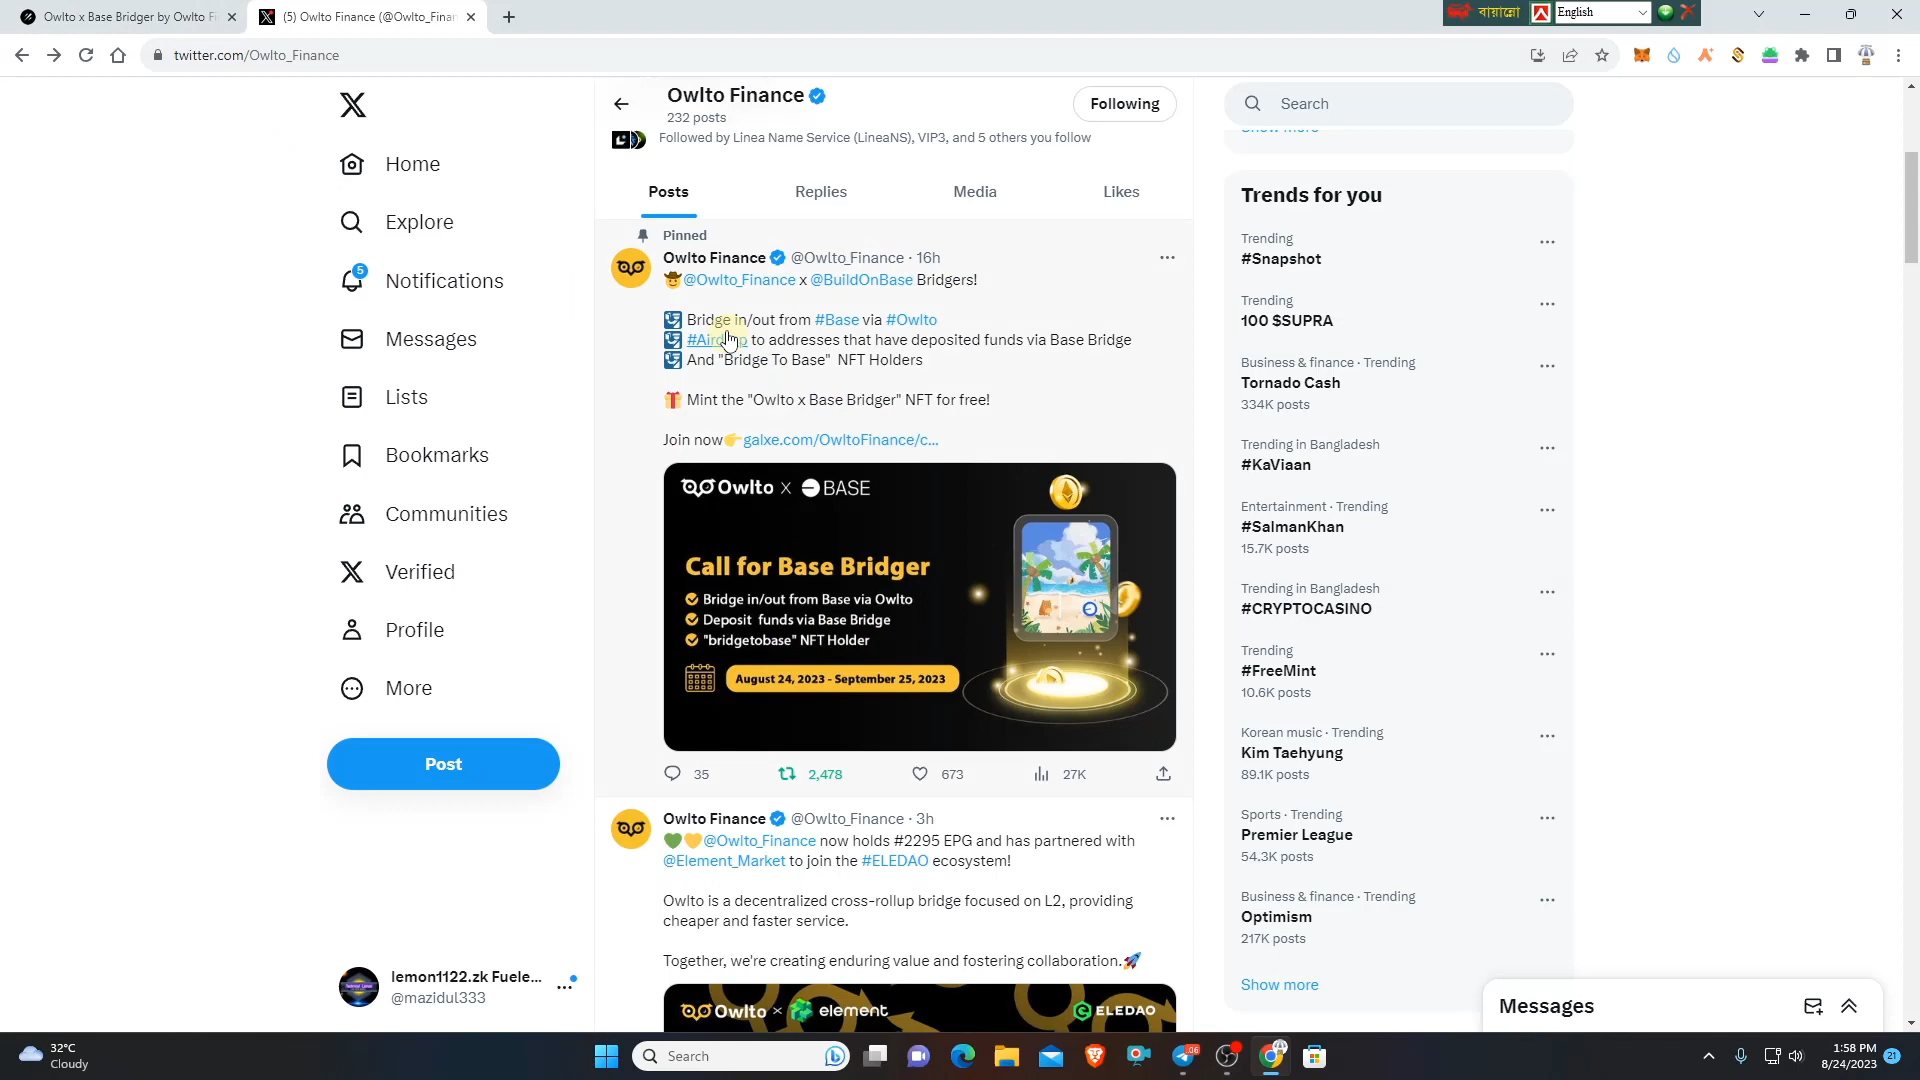 Owlto x Base Bridger by Owlto Fi
(5) Owlto Finance (@Owlto_Finan
বায়ান্নো
English
twitter.com/Owlto_Finance
Home
Explore
5
Notifications
Messages
Lists
Bookmarks
Communities
Verified
Profile
More
Post
lemon1122.zk Fuele...
@mazidul333
Owlto Finance
232 posts
Following
Followed by Linea Name Service (LineaNS), VIP3, and 5 others you follow
Posts
Replies
Media
Likes
Pinned
Owlto Finance @Owlto_Finance · 16h
🤠@Owlto_Finance x @BuildOnBase Bridgers!
Bridge in/out from #Base via #Owlto
#Airdrop to addresses that have deposited funds via Base Bridge
And "Bridge To Base" NFT Holders
🎁 Mint the "Owlto x Base Bridger" NFT for free!
Join now👉galxe.com/OwltoFinance/c...
Owlto X BASE
Call for Base Bridger
Bridge in/out from Base via Owlto
Deposit funds via Base Bridge
"bridgetobase" NFT Holder
August 24, 2023 - September 25, 2023
35
2,478
673
27K
Owlto Finance @Owlto_Finance · 3h
💚💛@Owlto_Finance now holds #2295 EPG and has partnered with
@Element_Market to join the #ELEDAO ecosystem!
Owlto is a decentralized cross-rollup bridge focused on L2, providing
cheaper and faster service.
Together, we're creating enduring value and fostering collaboration.🚀
Owlto × element
ELEDAO
Search
Trends for you
Trending
#Snapshot
Trending
100 $SUPRA
Business & finance · Trending
Tornado Cash
334K posts
Trending in Bangladesh
#KaViaan
Entertainment · Trending
#SalmanKhan
15.7K posts
Trending in Bangladesh
#CRYPTOCASINO
Trending
#FreeMint
10.6K posts
Korean music · Trending
Kim Taehyung
89.1K posts
Sports · Trending
Premier League
54.3K posts
Business & finance · Trending
Optimism
217K posts
Show more
Messages
32°C
Cloudy
Search
06
1:58 PM
8/24/2023
21